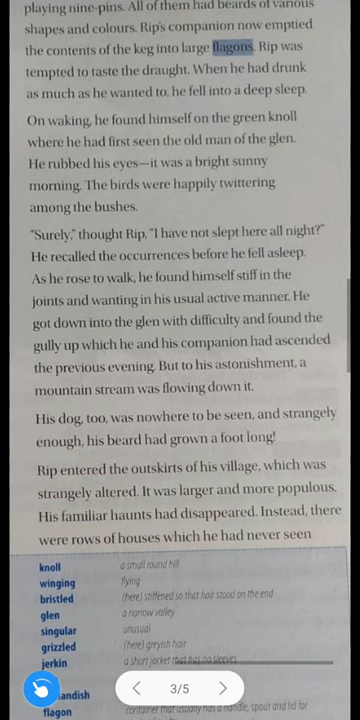 playing nine-pins. All of them had beards of various
shapes and colours. Rip's companion now emptied
the contents of the keg into large flagons. Rip was
tempted to taste the draught. When he had drunk
as much as he wanted to, he fell into a deep sleep.
On waking, he found himself on the green knoll
where he had first seen the old man of the glen.
He rubbed his eyes—it was a bright sunny
morning. The birds were happily twittering
among the bushes.
"Surely," thought Rip, "I have not slept here all night?"
He recalled the occurrences before he fell asleep.
As he rose to walk, he found himself stiff in the
joints and wanting in his usual active manner. He
got down into the glen with difficulty and found the
gully up which he and his companion had ascended
the previous evening. But to his astonishment, a
mountain stream was flowing down it.
His dog, too, was nowhere to be seen, and strangely
enough, his beard had grown a foot long!
Rip entered the outskirts of his village, which was
strangely altered. It was larger and more populous.
His familiar haunts had disappeared. Instead, there
were rows of houses which he had never seen
knoll a small round hill
winging flying
bristled (here) stiffened so that hair stood on the end
glen a narrow valley
singular unusual
grizzled (here) greyish hair
jerkin a short jacket that has no sleeves
landish
3/5
flagon container that usually has a handle, spout and lid for